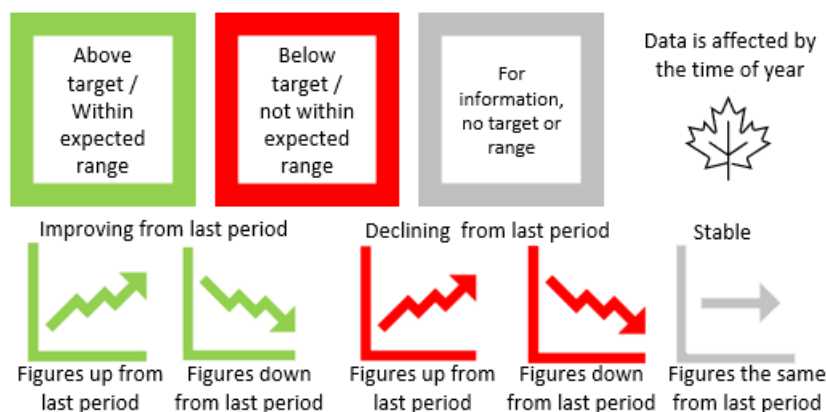 Above
target /
Within
expected
range
Below
target /
not within
expected
range
For
information,
no target or
range
Data is affected by
the time of year
Improving from last period
Declining from last period
Stable
Figures up from
last period
Figures down
from last period
Figures up from
last period
Figures down
from last period
Figures the same
from last period